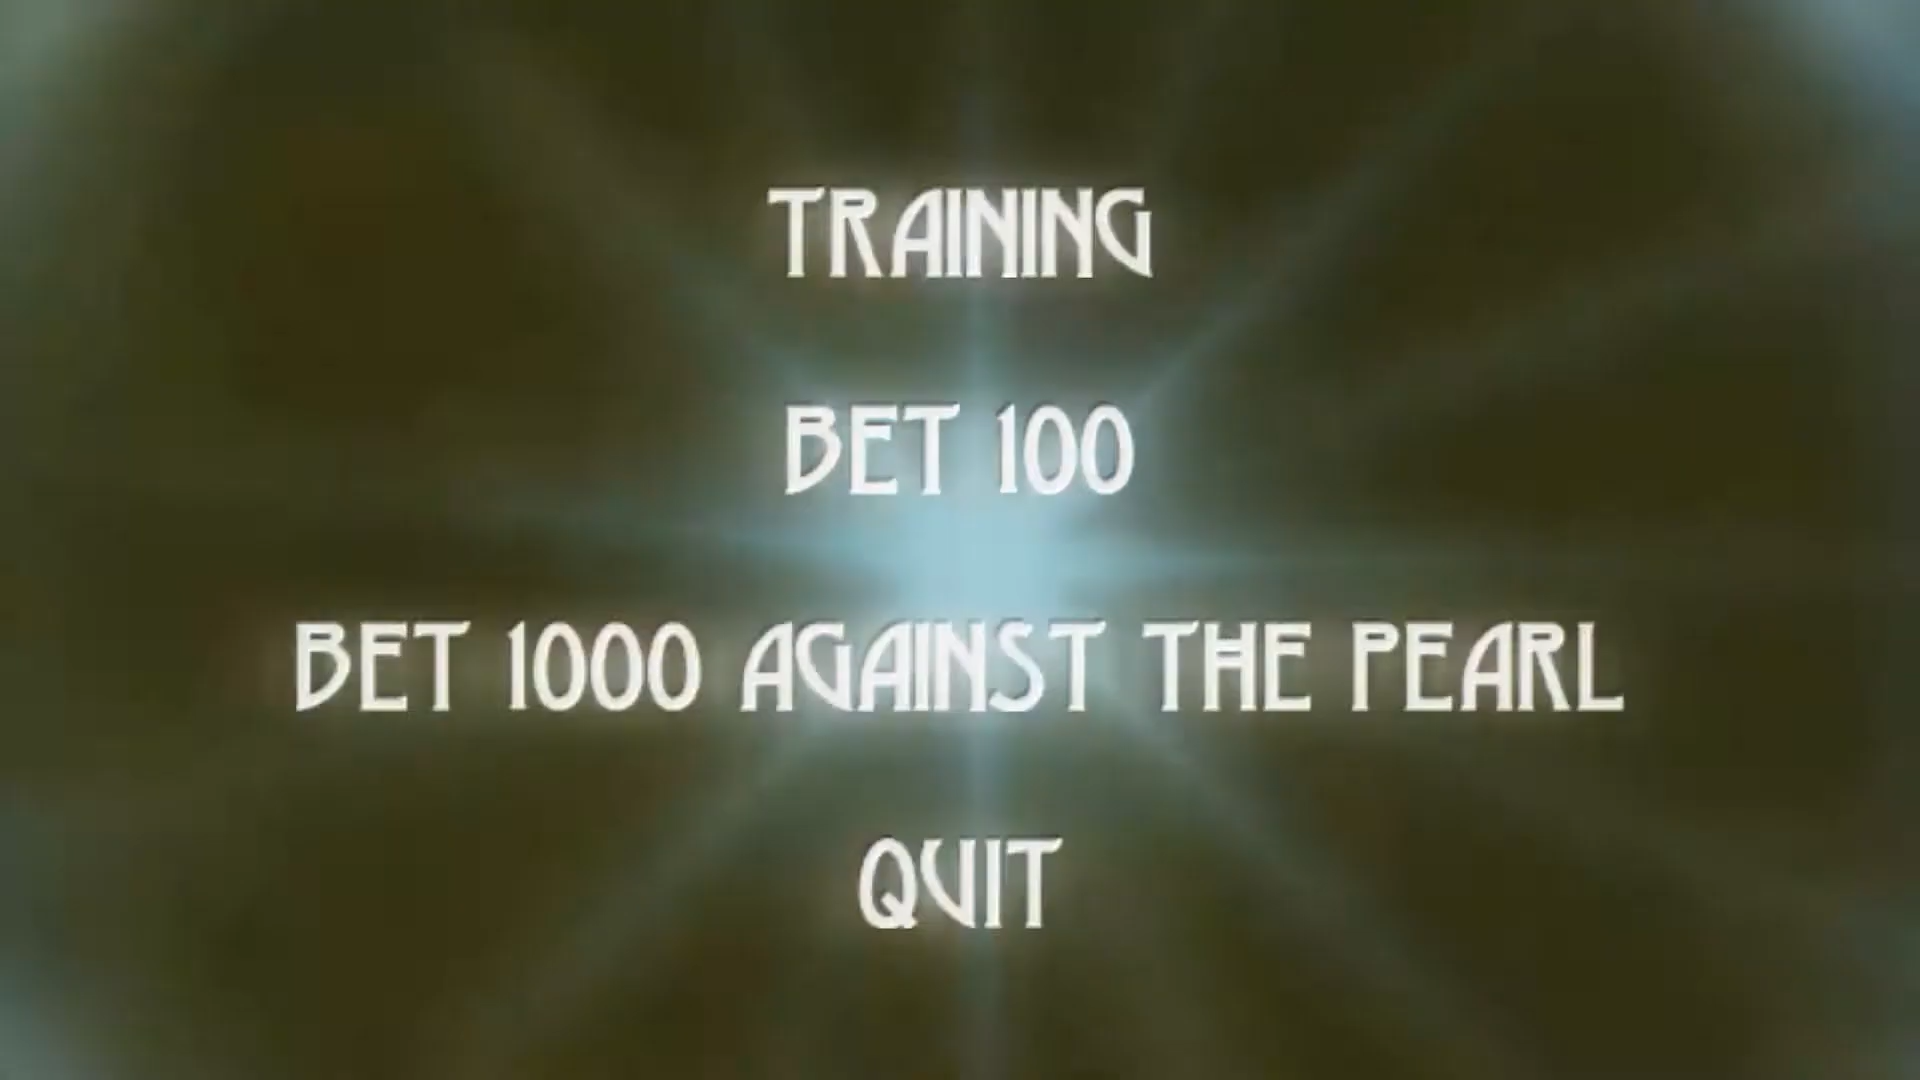 TRAINING
BET 100
BET 1000 AGAINST THE PEARL
QUIT